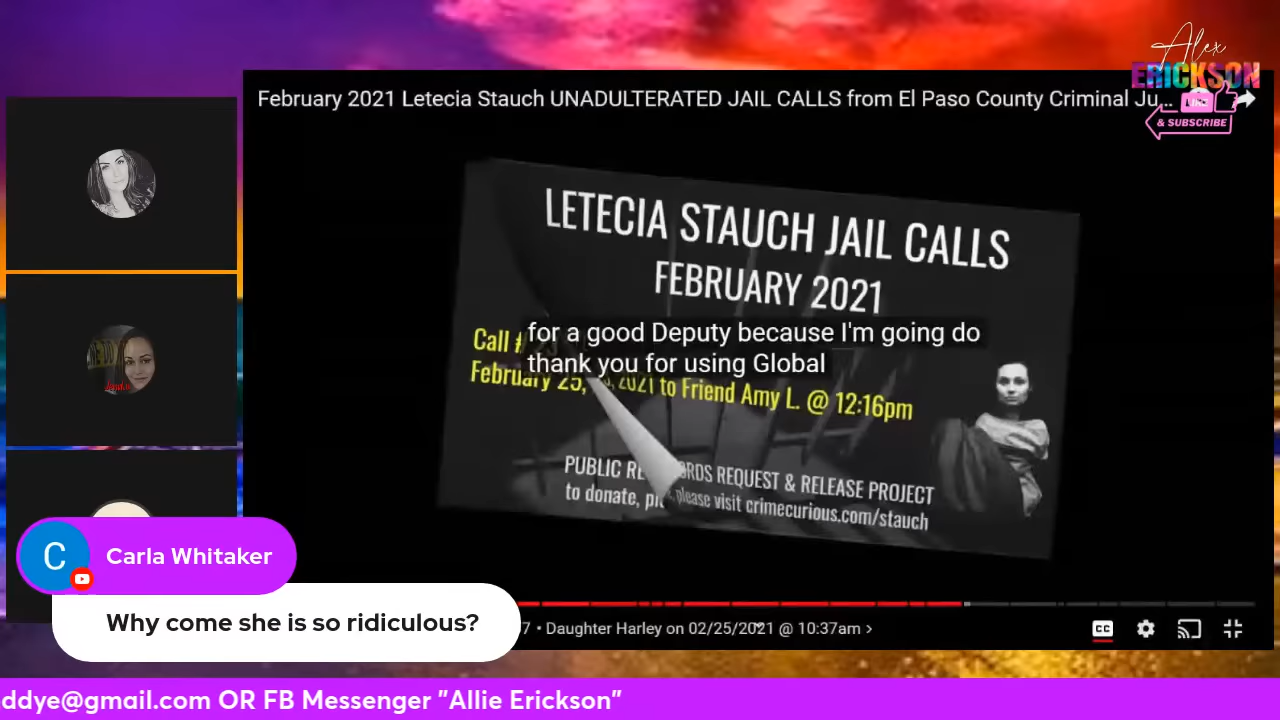 Alex
ERICKSON
LIKE
& SUBSCRIBE
February 2021 Letecia Stauch UNADULTERATED JAIL CALLS from El Paso County Criminal Ju...
LETECIA STAUCH JAIL CALLS
FEBRUARY 2021
for a good Deputy because I'm going do
thank you for using Global
Call #
February 25, 2021 to Friend Amy L. @ 12:16pm
PUBLIC RECORDS REQUEST & RELEASE PROJECT
to donate, please visit crimecurious.com/stauch
C
Carla Whitaker
Why come she is so ridiculous?
7 • Daughter Harley on 02/25/2021 @ 10:37am >
CC
ddye@gmail.com OR FB Messenger "Allie Erickson"